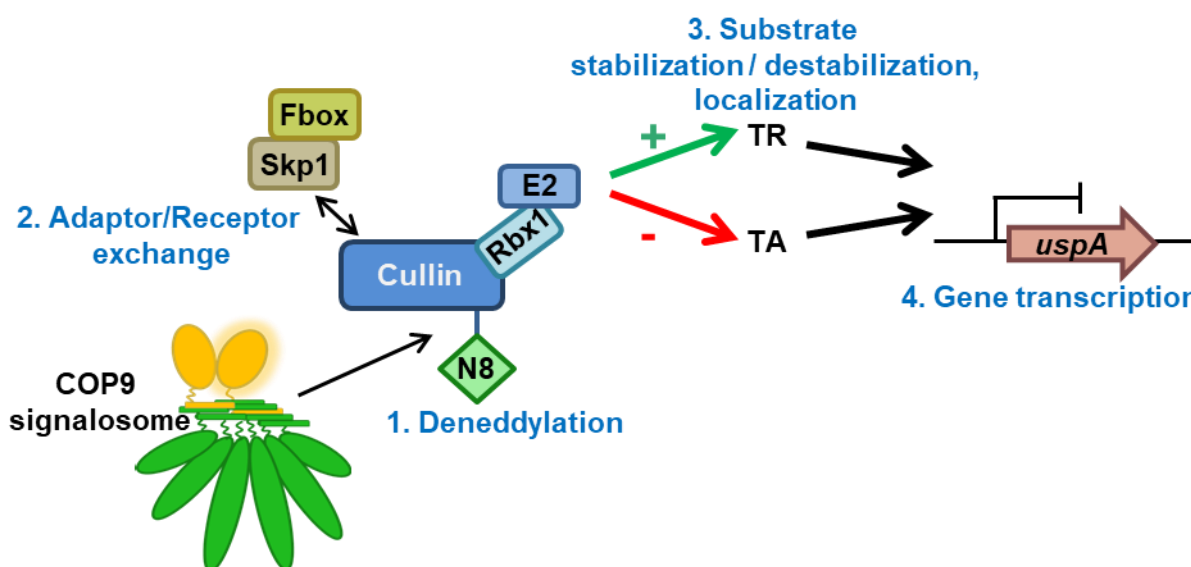 3. Substrate
stabilization / destabilization,
localization
Fbox
Skp1
+
TR
E2
2. Adaptor/Receptor
exchange
Rbx1
-
TA
uspA
Cullin
4. Gene transcription
N8
COP9
signalosome
1. Deneddylation